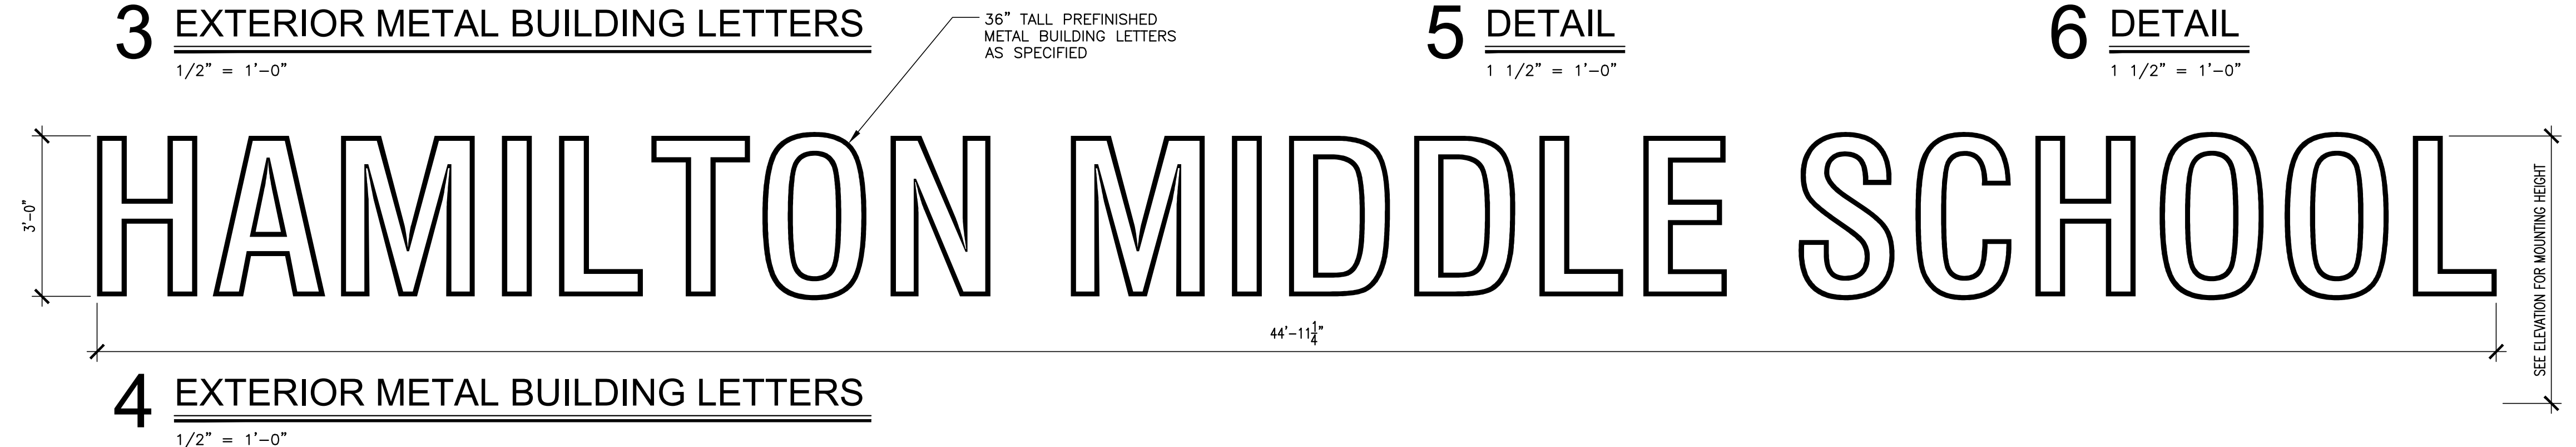 3 EXTERIOR METAL BUILDING LETTERS
1/2" = 1'-0"
36" TALL PREFINISHED
METAL BUILDING LETTERS
AS SPECIFIED
5 DETAIL
1 1/2" = 1'-0"
6 DETAIL
1 1/2" = 1'-0"
HAMILTON MIDDLE SCHOOL
3'-0"
44'-11 1/4"
SEE ELEVATION FOR MOUNTING HEIGHT
4 EXTERIOR METAL BUILDING LETTERS
1/2" = 1'-0"